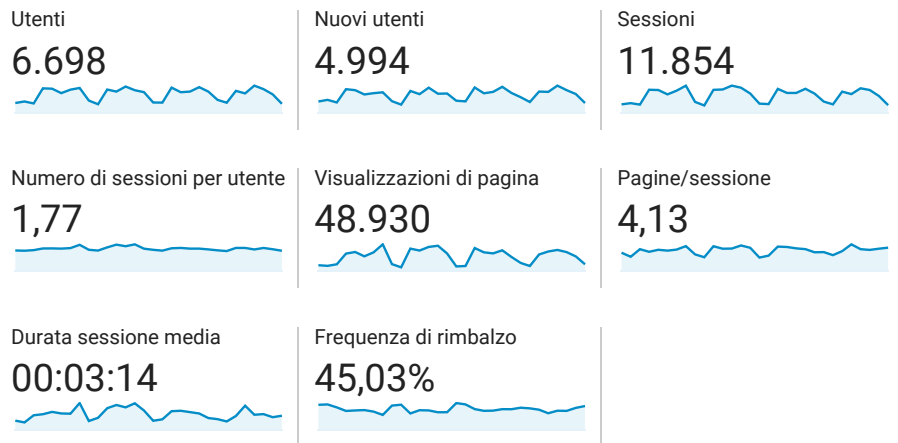 Utenti
6.698
Nuovi utenti
4.994
Sessioni
11.854
Numero di sessioni per utente
1,77
Visualizzazioni di pagina
48.930
Pagine/sessione
4,13
Durata sessione media
00:03:14
Frequenza di rimbalzo
45,03%